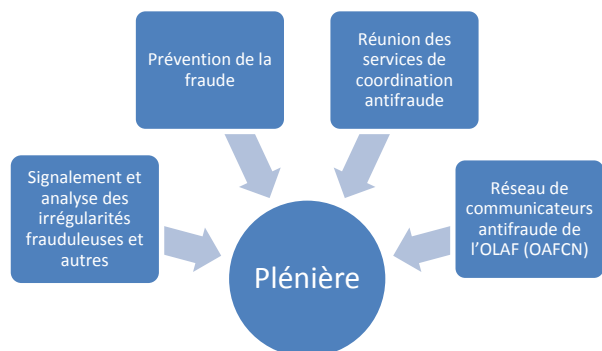 Prévention de la
fraude
Réunion des
services de
coordination
antifraude
Signalement et
analyse des
irrégularités
frauduleuses et
autres
Réseau de
communicateurs
antifraude de
l'OLAF (OAFCN)
Plénière